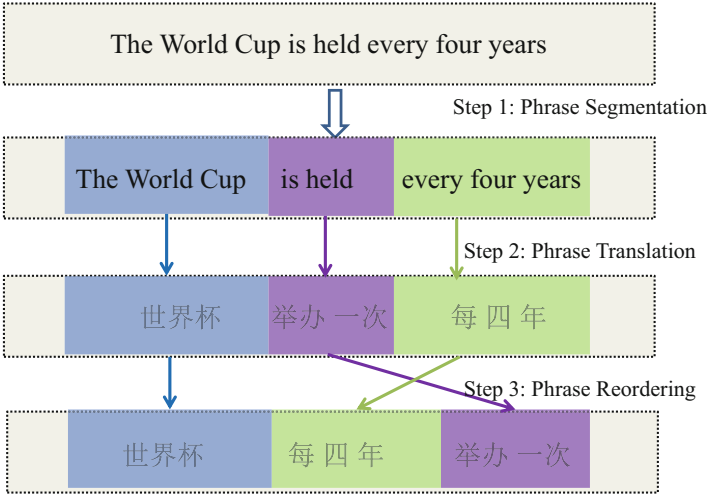 The World Cup is held every four years
Step 1: Phrase Segmentation
The World Cup is held every four years
Step 2: Phrase Translation
世界杯 举办 一次 每 四 年
Step 3: Phrase Reordering
世界杯 每 四 年 举办 一次